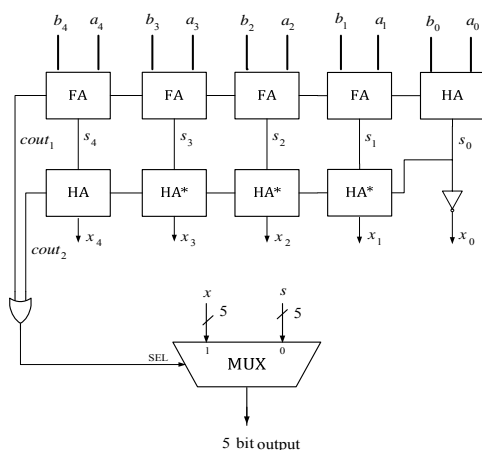 b₄ a₄ b₃ a₃ b₂ a₂ b₁ a₁ b₀ a₀
FA FA FA FA HA
cout₁ s₄ s₃ s₂ s₁ s₀
HA HA* HA* HA*
cout₂ x₄ x₃ x₂ x₁ x₀
x s
5 5
1 0
SEL MUX
5 bit output